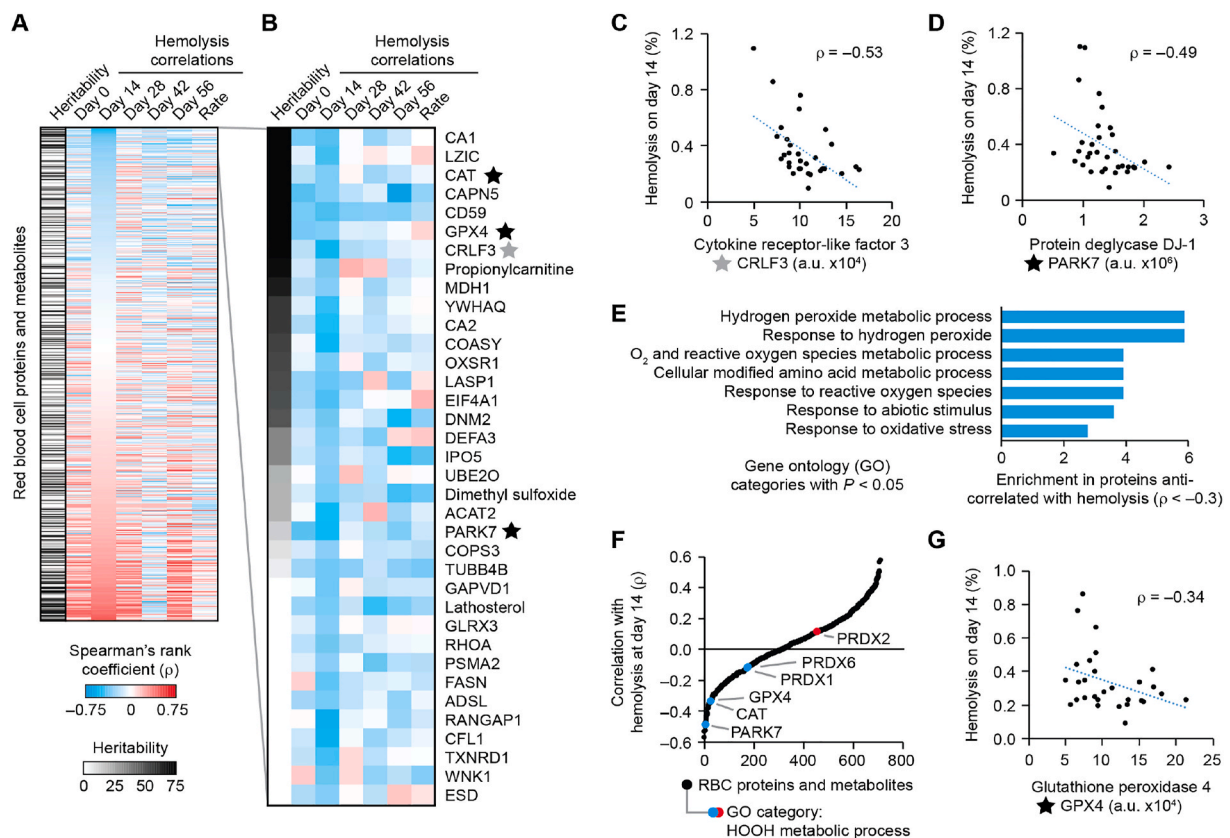 A
Hemolysis
correlations
Heritability
Day 0
Day 14
Day 28
Day 42
Day 56
Rate
Red blood cell proteins and metabolites
Spearman's rank
coefficient (ρ)
−0.75 0 0.75
Heritability
0 25 50 75
B
Hemolysis
correlations
Heritability
Day 0
Day 14
Day 28
Day 42
Day 56
Rate
CA1
LZIC
CAT
CAPN5
CD59
GPX4
CRLF3
Propionylcarnitine
MDH1
YWHAQ
CA2
COASY
OXSR1
LASP1
EIF4A1
DNM2
DEFA3
IPO5
UBE2O
Dimethyl sulfoxide
ACAT2
PARK7
COPS3
TUBB4B
GAPVD1
Lathosterol
GLRX3
RHOA
PSMA2
FASN
ADSL
RANGAP1
CFL1
TXNRD1
WNK1
ESD
C
Hemolysis on day 14 (%)
1.2
0.8
0.4
0
ρ = −0.53
0 5 10 15 20
Cytokine receptor-like factor 3
CRLF3 (a.u. x10⁴)
D
Hemolysis on day 14 (%)
1.2
0.8
0.4
0
ρ = −0.49
0 1 2 3
Protein deglycase DJ-1
PARK7 (a.u. x10⁶)
E
Hydrogen peroxide metabolic process
Response to hydrogen peroxide
O₂ and reactive oxygen species metabolic process
Cellular modified amino acid metabolic process
Response to reactive oxygen species
Response to abiotic stimulus
Response to oxidative stress
Gene ontology (GO)
categories with P < 0.05
0 2 4 6 8
Enrichment in proteins anti-
correlated with hemolysis (ρ < −0.3)
F
Correlation with
hemolysis at day 14 (ρ)
0.6
0.4
0.2
0.0
−0.2
−0.4
−0.6
PRDX2
PRDX6
PRDX1
GPX4
CAT
PARK7
0 200 400 600 800
RBC proteins and metabolites
GO category:
HOOH metabolic process
G
Hemolysis on day 14 (%)
1.0
0.8
0.6
0.4
0.2
0.0
ρ = −0.34
0 5 10 15 20 25
Glutathione peroxidase 4
GPX4 (a.u. x10⁴)